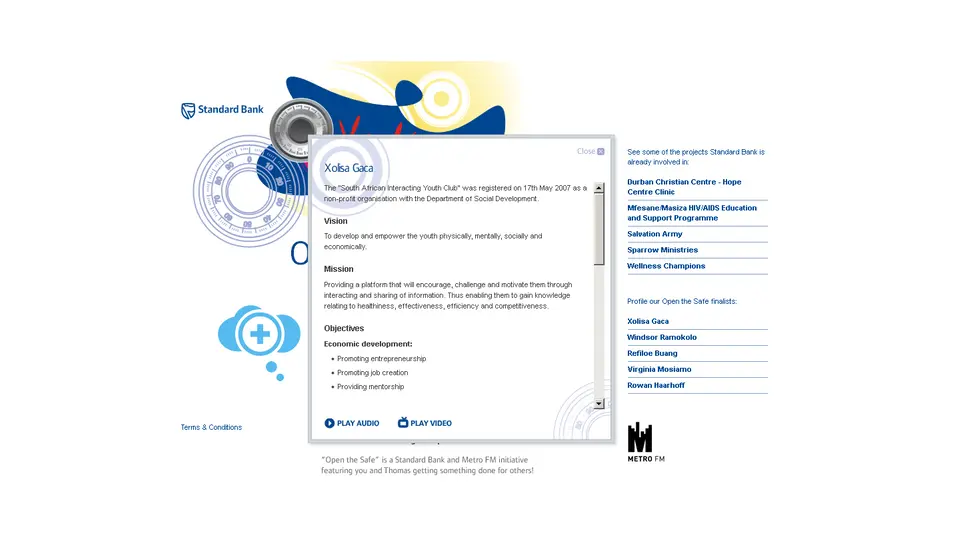 Standard Bank
Close
Xolisa Gaca
The "South African Interacting Youth Club" was registered on 17th May 2007 as a
non-profit organisation with the Department of Social Development.
Vision
To develop and empower the youth physically, mentally, socially and
economically.
Mission
Providing a platform that will encourage, challenge and motivate them through
interacting and sharing of information. Thus enabling them to gain knowledge
relating to healthiness, effectiveness, efficiency and competitiveness.
Objectives
Economic development:
• Promoting entrepreneurship
• Promoting job creation
• Providing mentorship
PLAY AUDIO
PLAY VIDEO
Terms & Conditions
"Open the Safe" is a Standard Bank and Metro FM initiative
featuring you and Thomas getting something done for others!
See some of the projects Standard Bank is
already involved in:
Durban Christian Centre - Hope
Centre Clinic
Mfesane/Masiza HIV/AIDS Education
and Support Programme
Salvation Army
Sparrow Ministries
Wellness Champions
Profile our Open the Safe finalists:
Xolisa Gaca
Windsor Ramokolo
Refiloe Buang
Virginia Mosiamo
Rowan Haarhoff
METRO FM